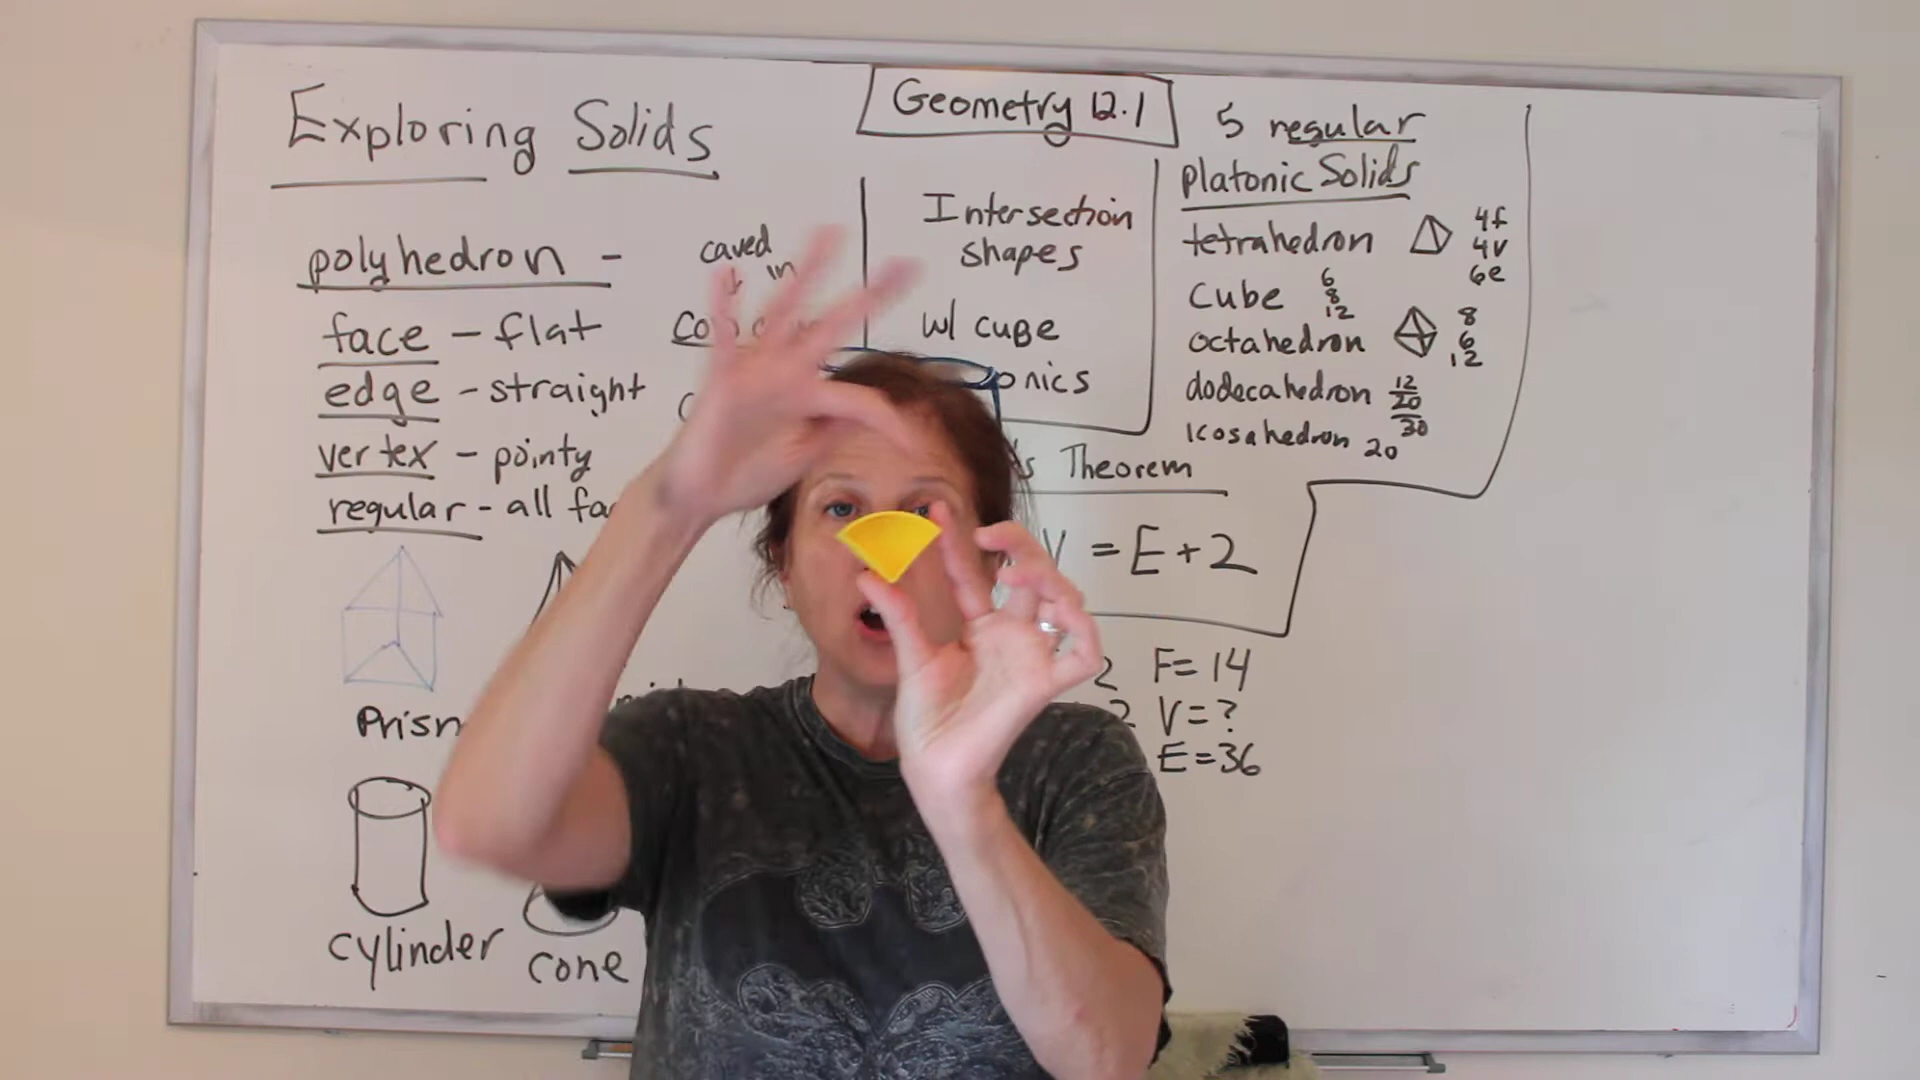 Exploring Solids
polyhedron -
face - flat
edge - straight
vertex - pointy
regular - all
caved
in
Prism
cylinder
cone
Geometry 12.1
Intersection
shapes
w/ cube
Theorem
V = E+2
F= 14
V= ?
E=36
5 regular
Platonic Solids
tetrahedron 4f
4v
6e
Cube 6
8
12
octahedron 8
6
12
dodecahedron 12
20
30
Icosahedron 20